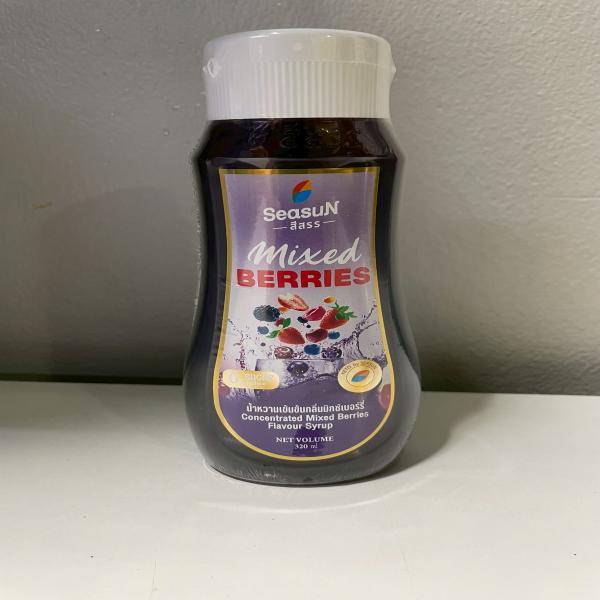 SeasuN
สีสรร
Mixed
BERRIES
น้ำหวานเข้มข้นกลิ่นมิกซ์เบอร์รี่
Concentrated Mixed Berries
Flavour Syrup
NET VOLUME
320 ml